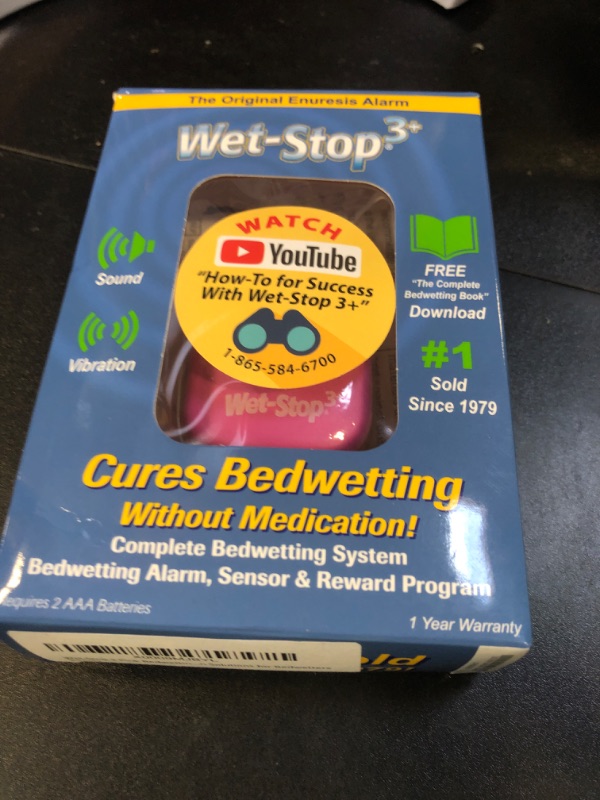 The Original Enuresis Alarm
Wet-Stop3+
WATCH
YouTube
"How-To for Success
With Wet-Stop 3+"
1-865-584-6700
Wet-Stop3
Sound
Vibration
FREE
"The Complete
Bedwetting Book"
Download
#1
Sold
Since 1979
Cures Bedwetting
Without Medication!
Complete Bedwetting System
Bedwetting Alarm, Sensor & Reward Program
Requires 2 AAA Batteries
1 Year Warranty